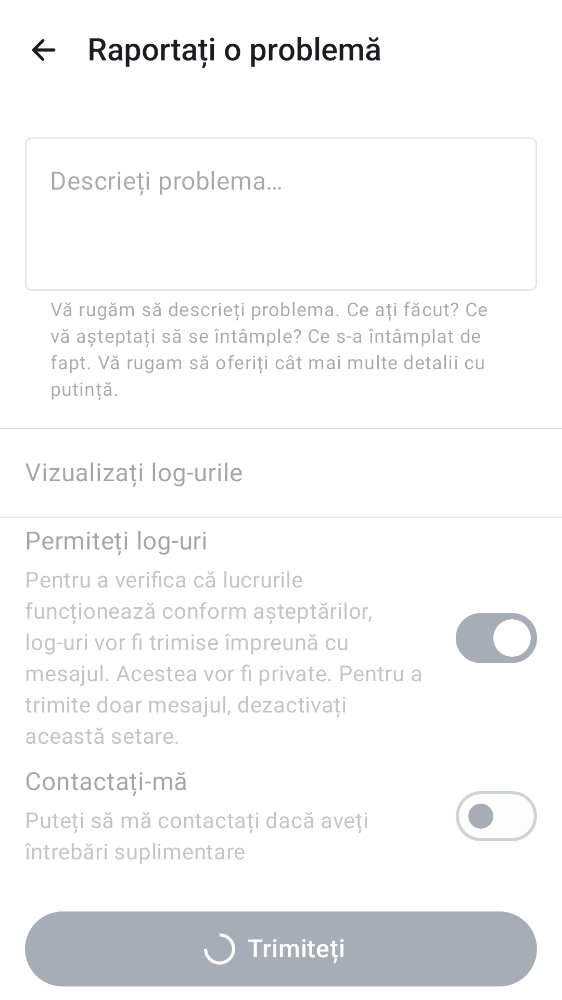 Raportați o problemă
Descrieți problema…
Vă rugăm să descrieți problema. Ce ați făcut? Ce
vă așteptați să se întâmple? Ce s-a întâmplat de
fapt. Vă rugam să oferiți cât mai multe detalii cu
putință.
Vizualizați log-urile
Permiteți log-uri
Pentru a verifica că lucrurile
funcționează conform așteptărilor,
log-uri vor fi trimise împreună cu
mesajul. Acestea vor fi private. Pentru a
trimite doar mesajul, dezactivați
această setare.
Contactați-mă
Puteți să mă contactați dacă aveți
întrebări suplimentare
Trimiteți